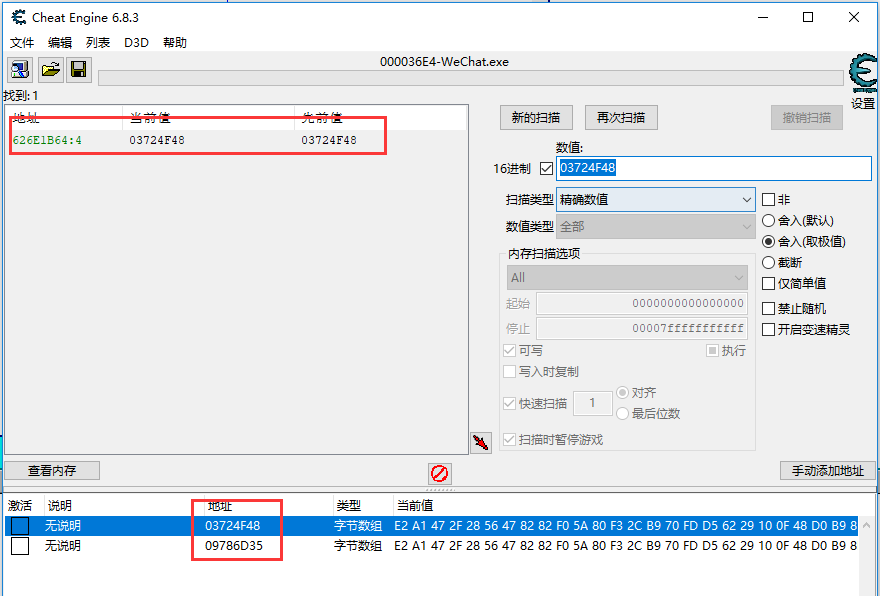 Cheat Engine 6.8.3
文件 编辑 列表 D3D 帮助
000036E4-WeChat.exe
找到: 1
设置
地址 当前值 先前值
626E1B64:4 03724F48 03724F48
新的扫描 再次扫描 撤销扫描
数值:
16进制 03724F48
扫描类型 精确数值
数值类型 全部
非
舍入(默认)
舍入(取极值)
截断
仅简单值
禁止随机
开启变速精灵
内存扫描选项
All
起始 0000000000000000
停止 00007fffffffffff
可写 执行
写入时复制
快速扫描 1 对齐
最后位数
扫描时暂停游戏
查看内存 手动添加地址
激活 说明 地址 类型 当前值
无说明 03724F48 字节数组 E2 A1 47 2F 28 56 47 82 82 F0 5A 80 F3 2C B9 70 FD D5 62 29 10 0F 48 D0 B9 8
无说明 09786D35 字节数组 E2 A1 47 2F 28 56 47 82 82 F0 5A 80 F3 2C B9 70 FD D5 62 29 10 0F 48 D0 B9 8